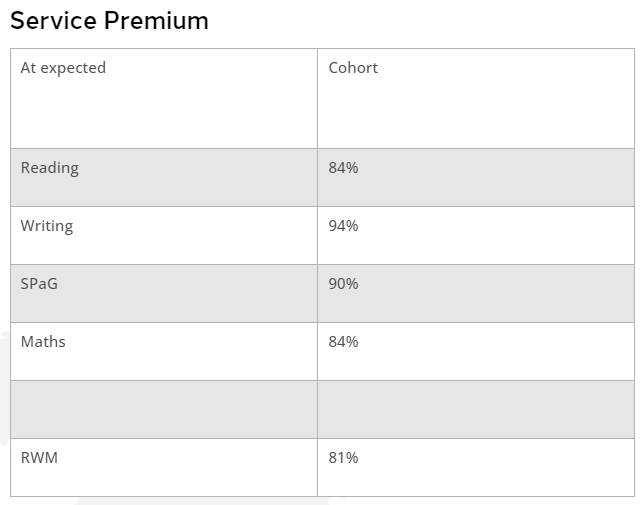 Service Premium
At expected Cohort
Reading 84%
Writing 94%
SPaG 90%
Maths 84%
RWM 81%